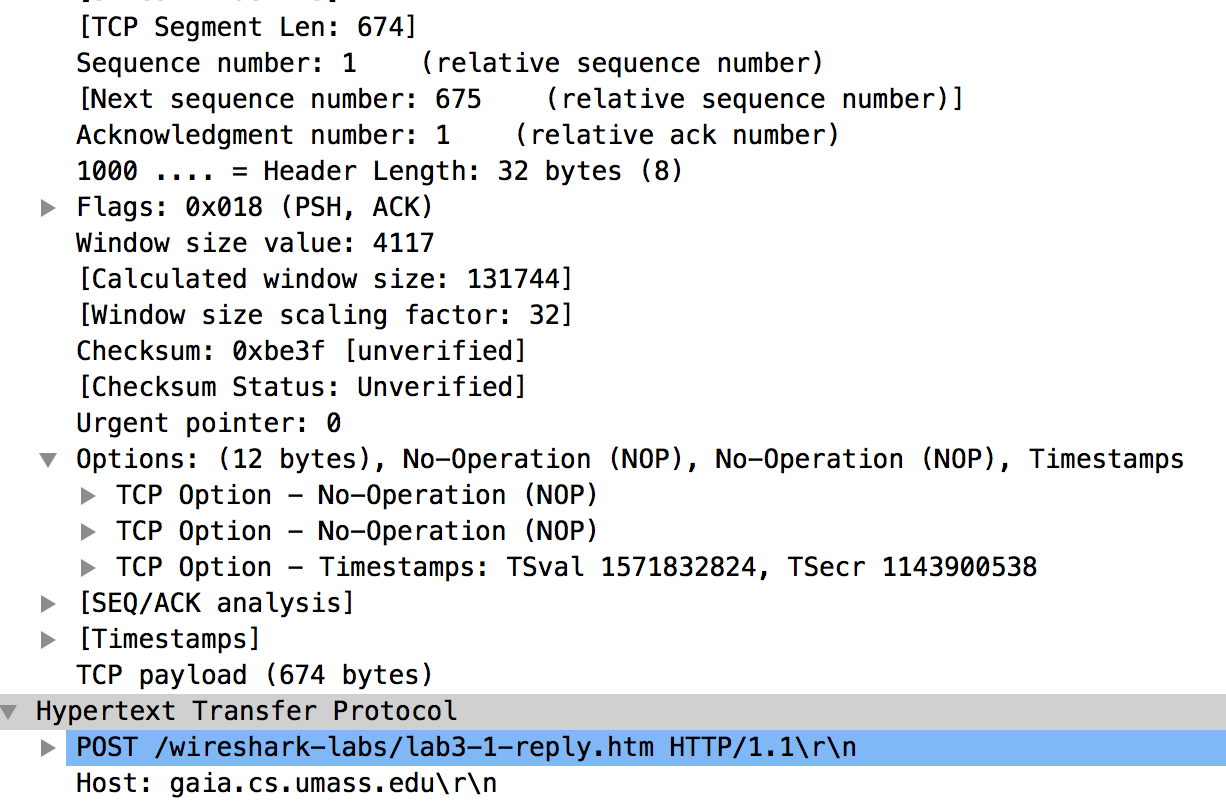 [TCP Segment Len: 674]
Sequence number: 1    (relative sequence number)
[Next sequence number: 675    (relative sequence number)]
Acknowledgment number: 1    (relative ack number)
1000 .... = Header Length: 32 bytes (8)
Flags: 0x018 (PSH, ACK)
Window size value: 4117
[Calculated window size: 131744]
[Window size scaling factor: 32]
Checksum: 0xbe3f [unverified]
[Checksum Status: Unverified]
Urgent pointer: 0
Options: (12 bytes), No-Operation (NOP), No-Operation (NOP), Timestamps
TCP Option - No-Operation (NOP)
TCP Option - No-Operation (NOP)
TCP Option - Timestamps: TSval 1571832824, TSecr 1143900538
[SEQ/ACK analysis]
[Timestamps]
TCP payload (674 bytes)
Hypertext Transfer Protocol
POST /wireshark-labs/lab3-1-reply.htm HTTP/1.1\r\n
Host: gaia.cs.umass.edu\r\n